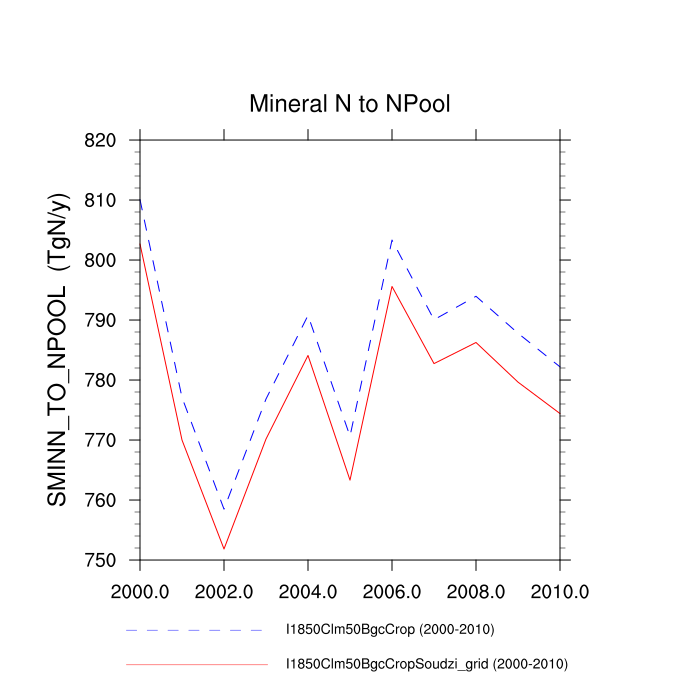 Mineral N to NPool
SMINN_TO_NPOOL (TgN/y)
820
810
800
790
780
770
760
750
2000.0 2002.0 2004.0 2006.0 2008.0 2010.0
I1850Clm50BgcCrop (2000-2010)
I1850Clm50BgcCropSoudzi_grid (2000-2010)